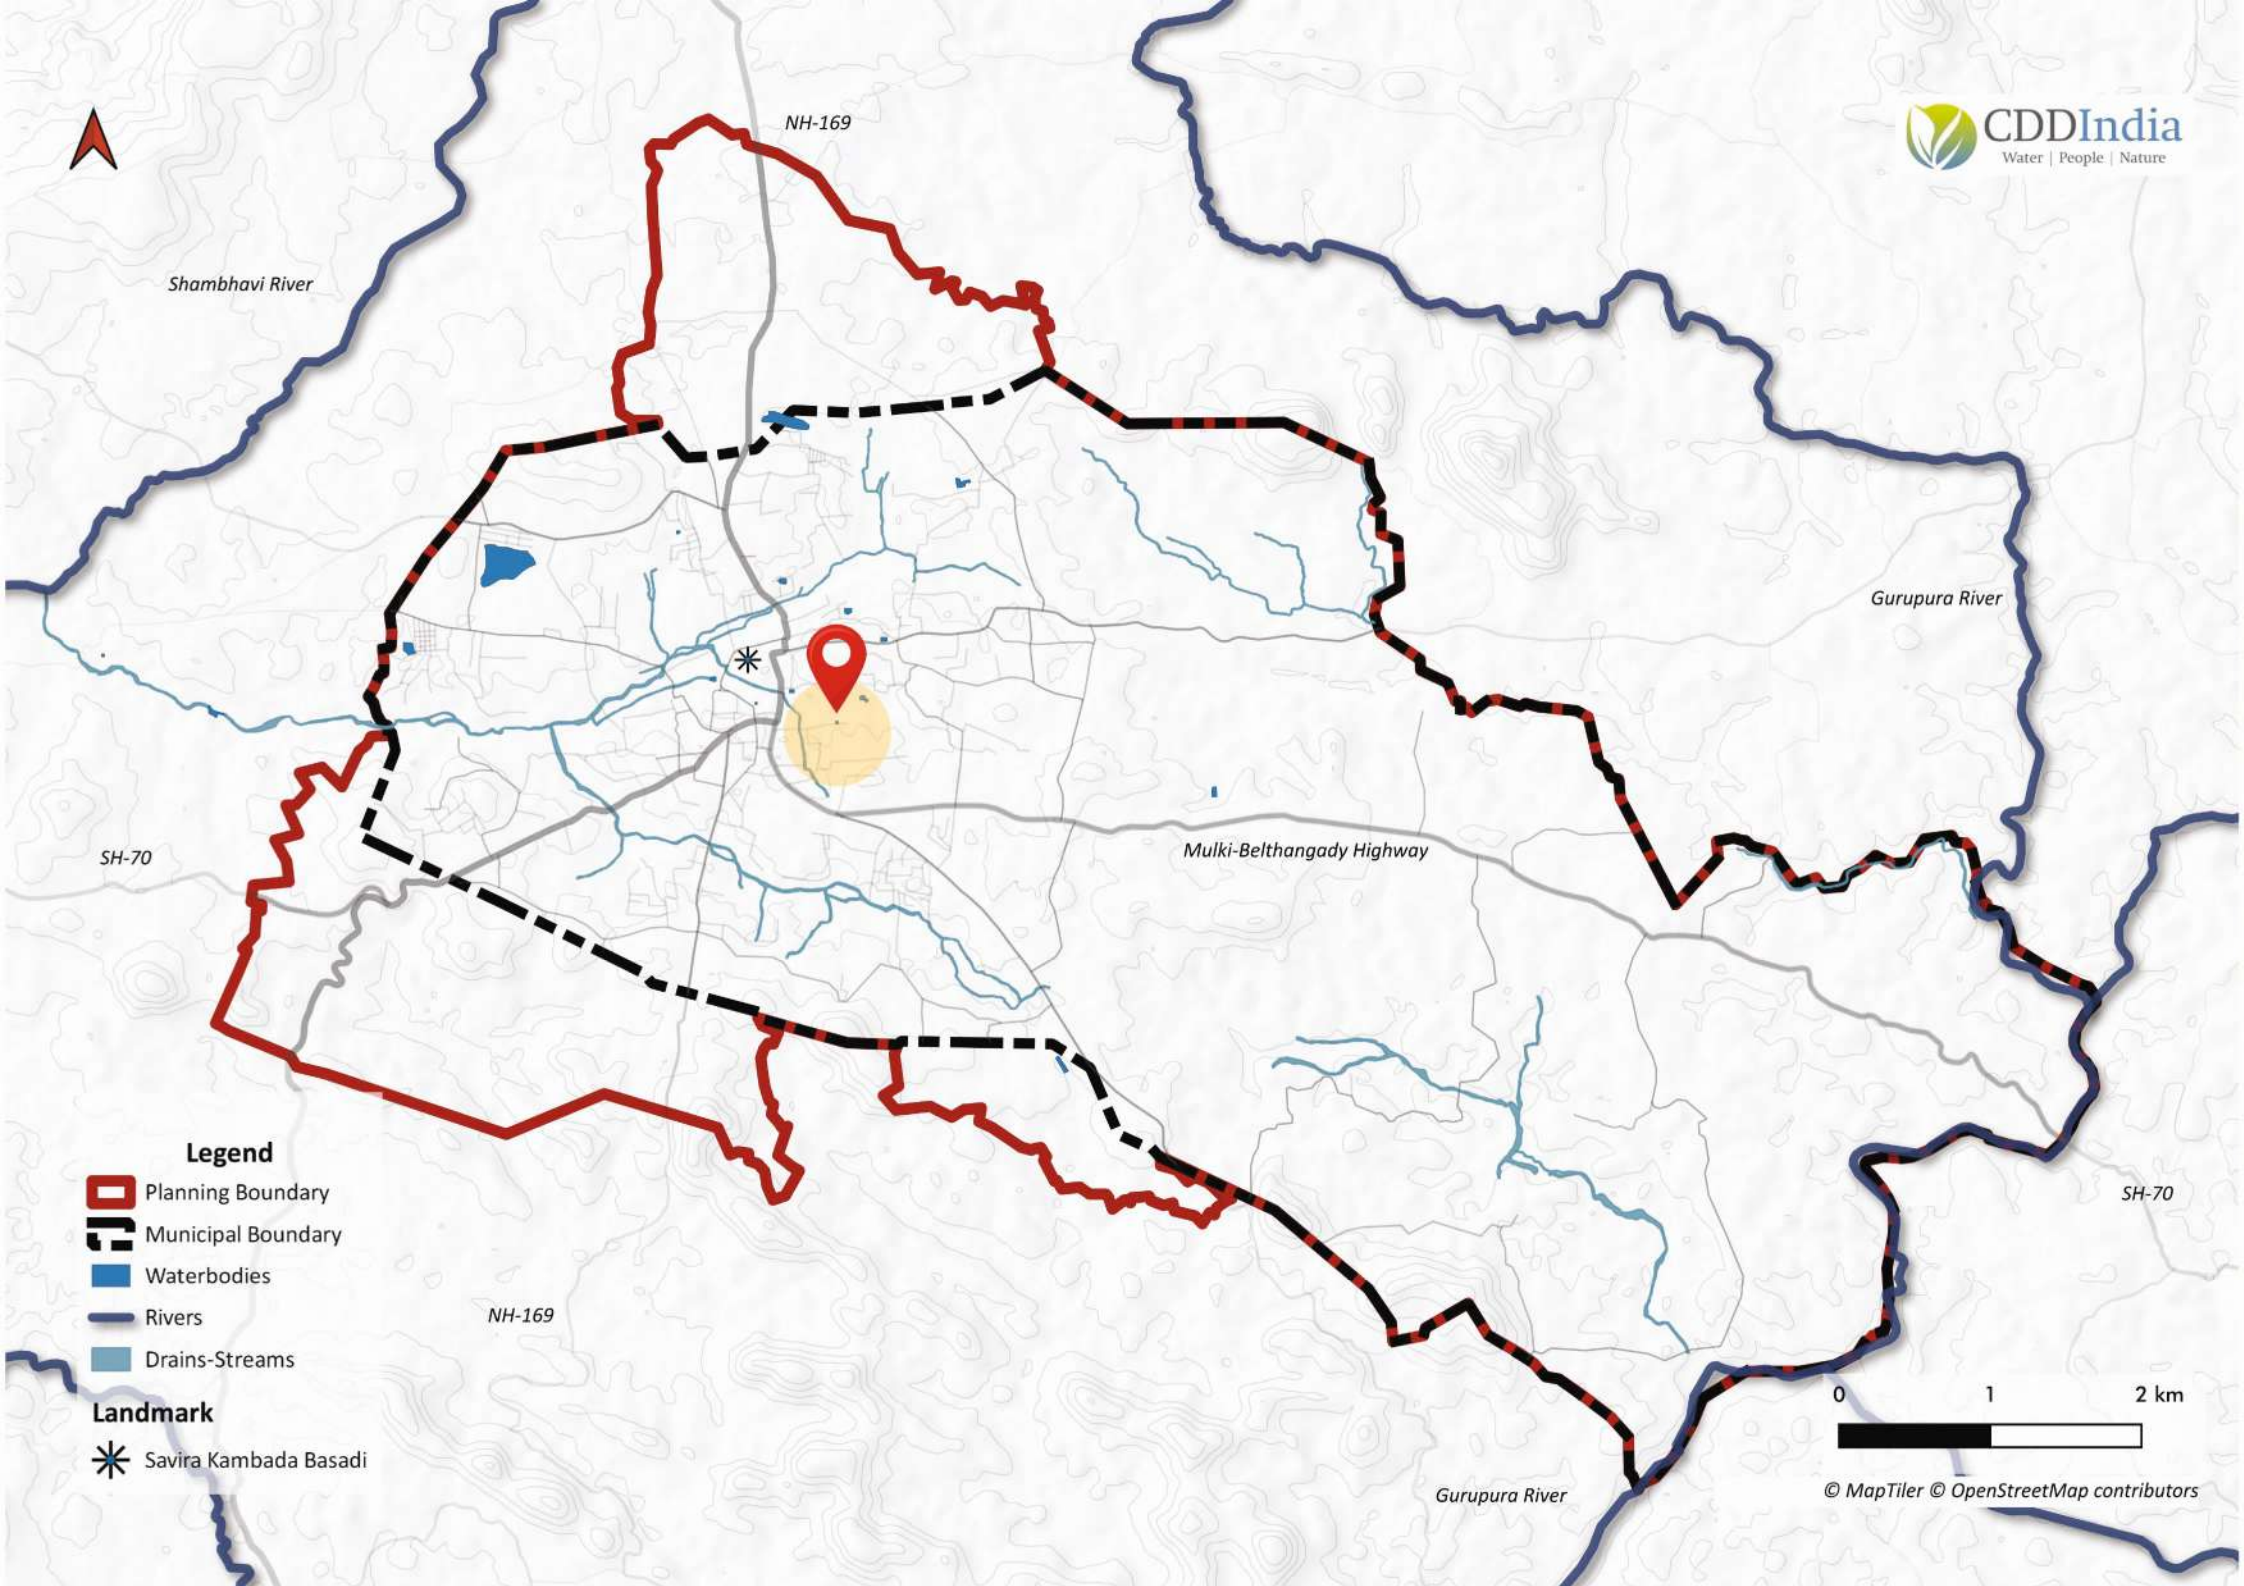 NH-169
CDDIndia
Water | People | Nature
Shambhavi River
Gurupura River
SH-70
Mulki-Belthangady Highway
SH-70
NH-169
Gurupura River
Legend
Planning Boundary
Municipal Boundary
Waterbodies
Rivers
Drains-Streams
Landmark
Savira Kambada Basadi
0 1 2 km
© MapTiler © OpenStreetMap contributors